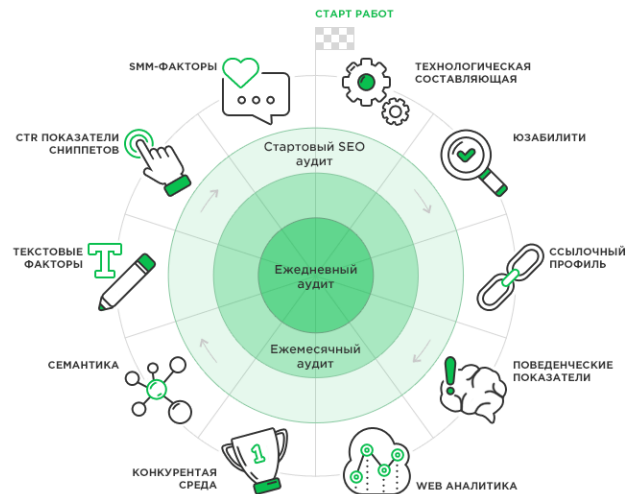 СТАРТ РАБОТ
SMM-ФАКТОРЫ
ТЕХНОЛОГИЧЕСКАЯ
СОСТАВЛЯЮЩАЯ
CTR ПОКАЗАТЕЛИ
СНИППЕТОВ
ЮЗАБИЛИТИ
Стартовый SEO
аудит
ТЕКСТОВЫЕ
ФАКТОРЫ
T
ССЫЛОЧНЫЙ
ПРОФИЛЬ
Ежедневный
аудит
Ежемесячный
аудит
СЕМАНТИКА
ПОВЕДЕНЧЕСКИЕ
ПОКАЗАТЕЛИ
!
КОНКУРЕНТАЯ
СРЕДА
1
WEB АНАЛИТИКА